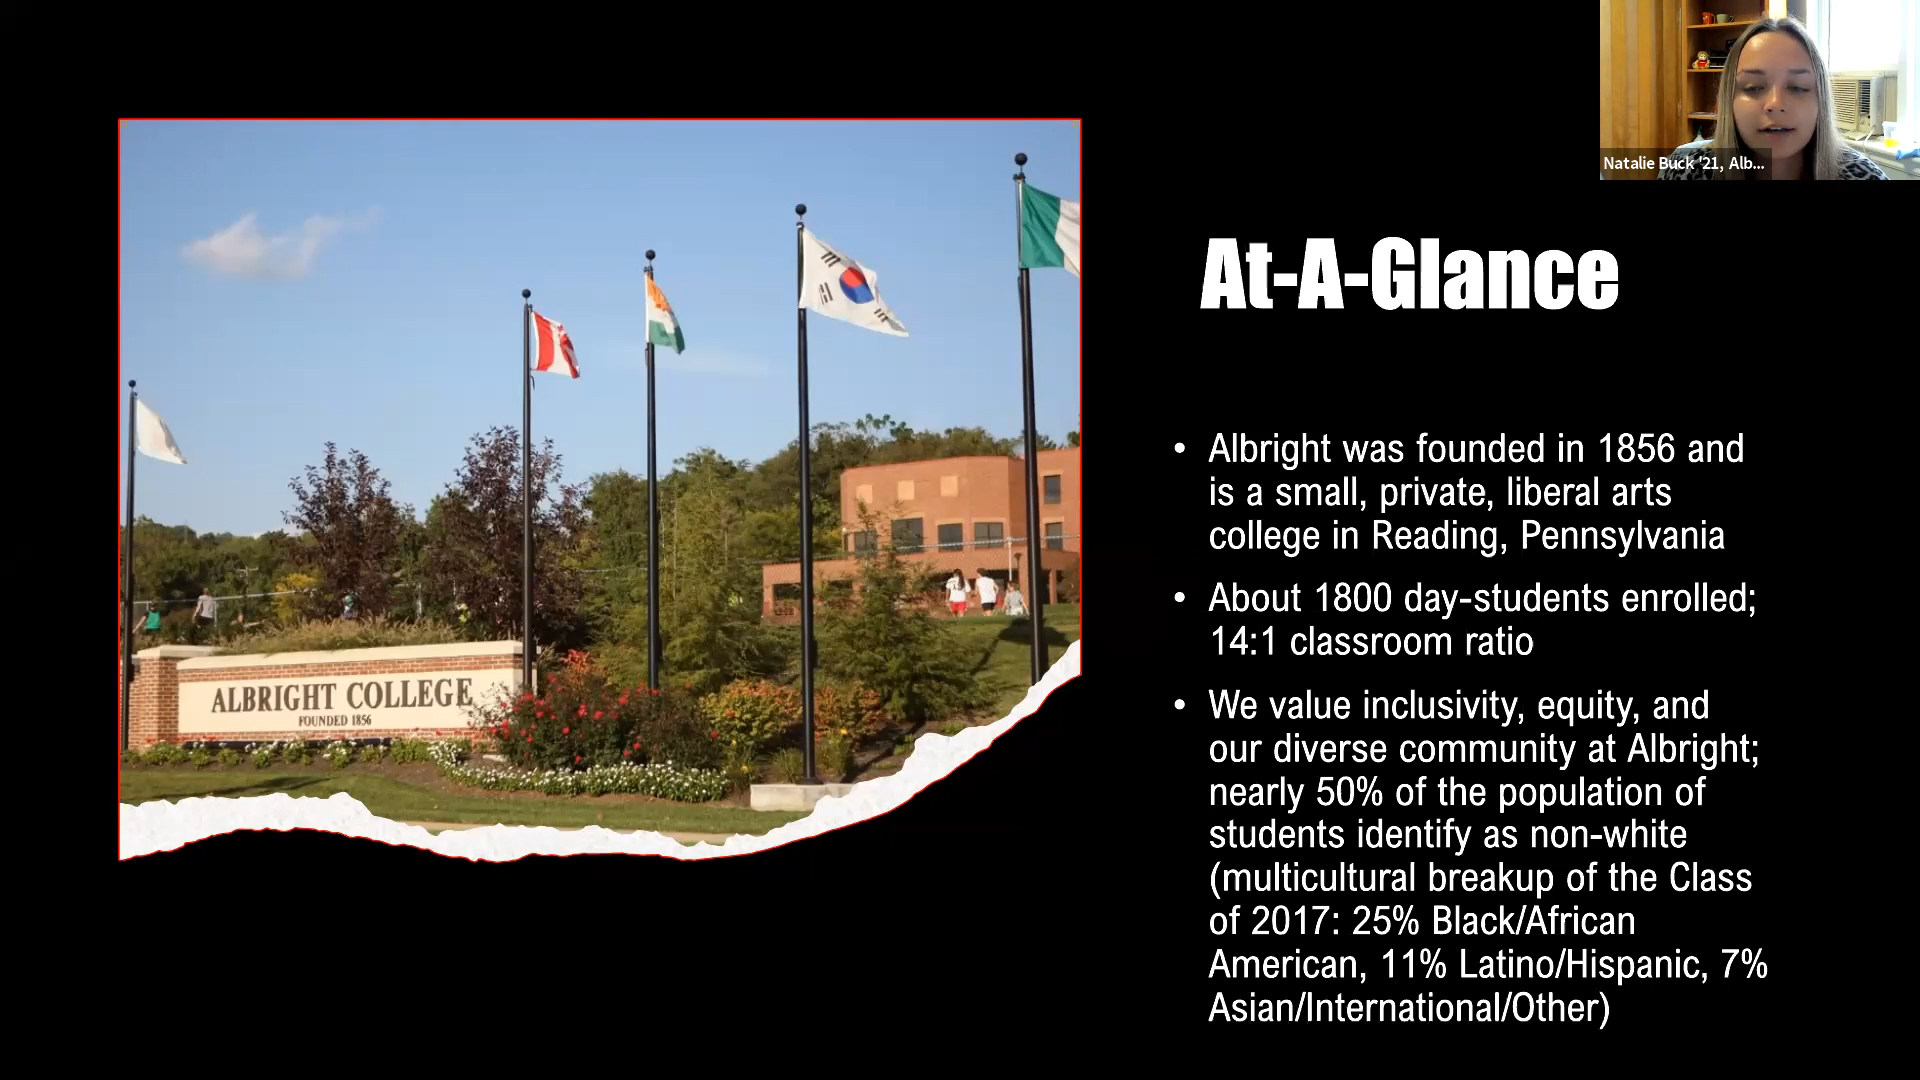 Natalie Buck '21, Alb...
At-A-Glance
ALBRIGHT COLLEGE
FOUNDED 1856
• Albright was founded in 1856 and
is a small, private, liberal arts
college in Reading, Pennsylvania
• About 1800 day-students enrolled;
14:1 classroom ratio
• We value inclusivity, equity, and
our diverse community at Albright;
nearly 50% of the population of
students identify as non-white
(multicultural breakup of the Class
of 2017: 25% Black/African
American, 11% Latino/Hispanic, 7%
Asian/International/Other)